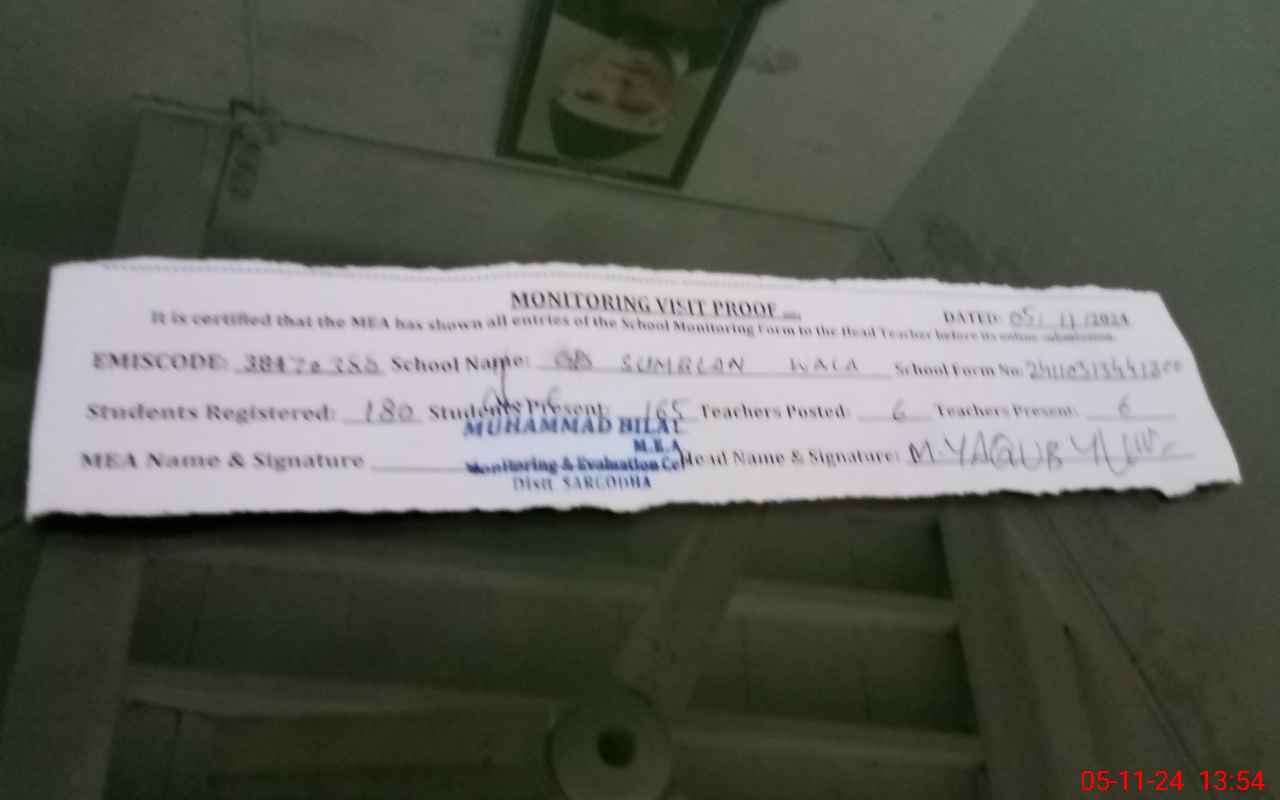 MONITORING VISIT PROOF
DATED: 05/11/2024
It is certified that the MEA has shown all entries of the School Monitoring Form to the Head Teacher before its online submission.
EMISCODE: School Name: SUMBLAN WALA School Form No:
Students Registered: 180 Students Present: 165 Teachers Posted: 6 Teachers Present: 6
MUHAMMAD BILAL
M.E.A
MEA Name & Signature Head Name & Signature: M.YAQUB
Monitoring & Evaluation Cell
Distt SARGODHA
05-11-24 13:54